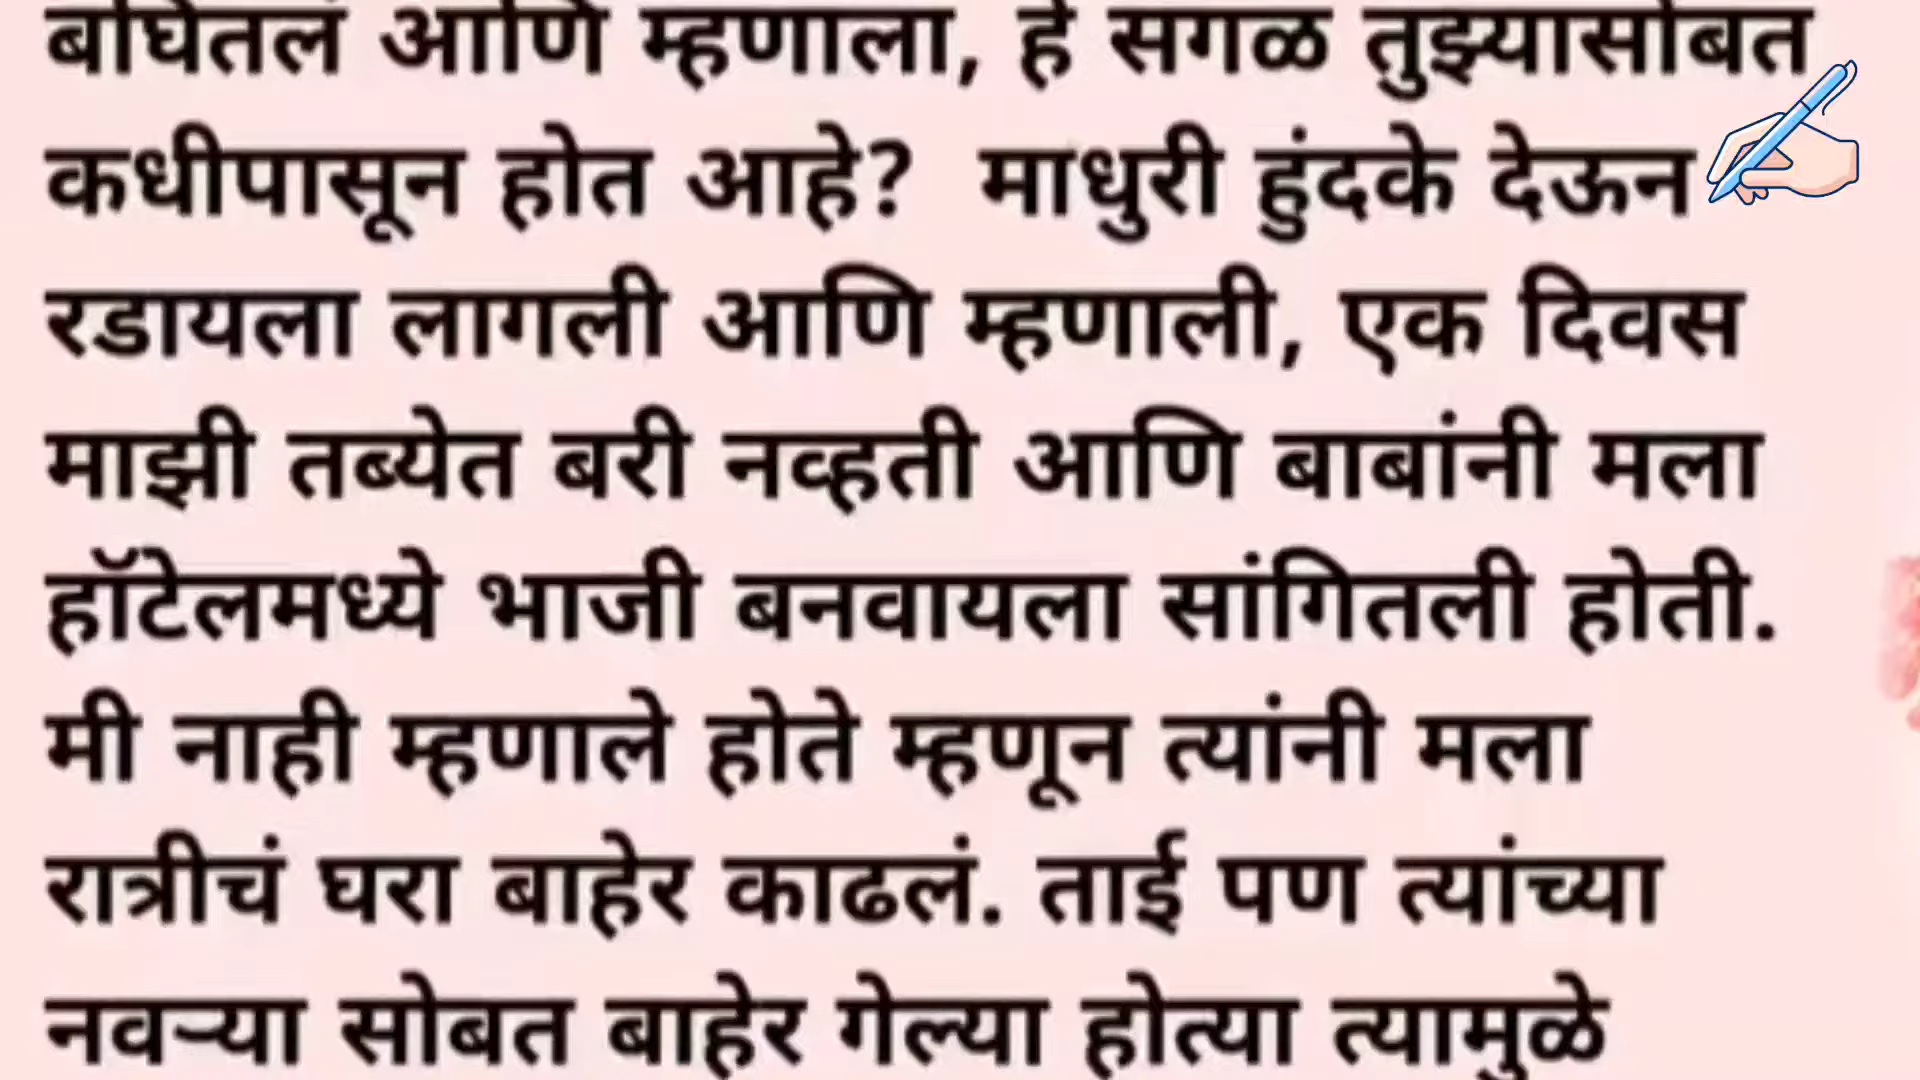 बघितलं आणि म्हणाला, हे सगळ तुझ्यासोबत
कधीपासून होत आहे? माधुरी हुंदके देऊन
रडायला लागली आणि म्हणाली, एक दिवस
माझी तब्येत बरी नव्हती आणि बाबांनी मला
हॉटेलमध्ये भाजी बनवायला सांगितली होती.
मी नाही म्हणाले होते म्हणून त्यांनी मला
रात्रीचं घरा बाहेर काढलं. ताई पण त्यांच्या
नवऱ्या सोबत बाहेर गेल्या होत्या त्यामुळे